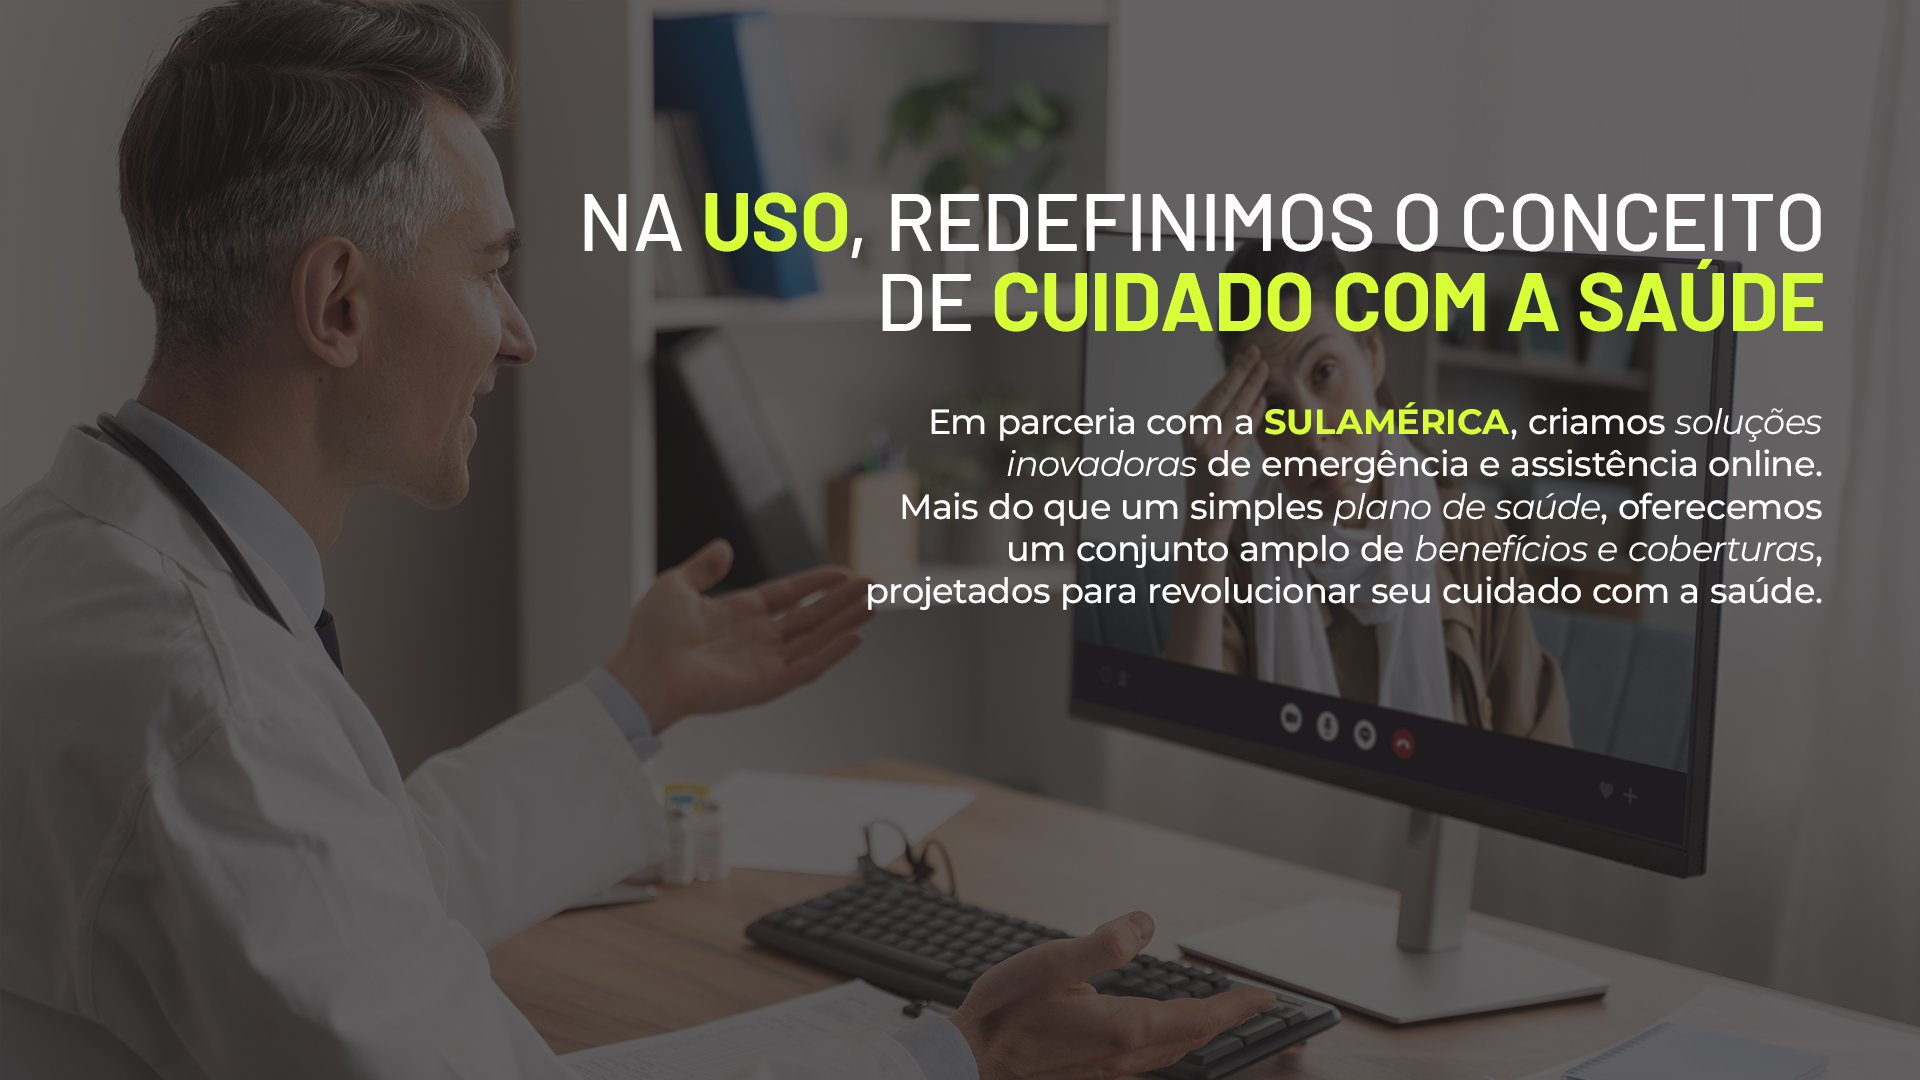 NA USO, REDEFINIMOS O CONCEITO
DE CUIDADO COM A SAÚDE
Em parceria com a SULAMÉRICA, criamos soluções
inovadoras de emergência e assistência online.
Mais do que um simples plano de saúde, oferecemos
um conjunto amplo de benefícios e coberturas,
projetados para revolucionar seu cuidado com a saúde.